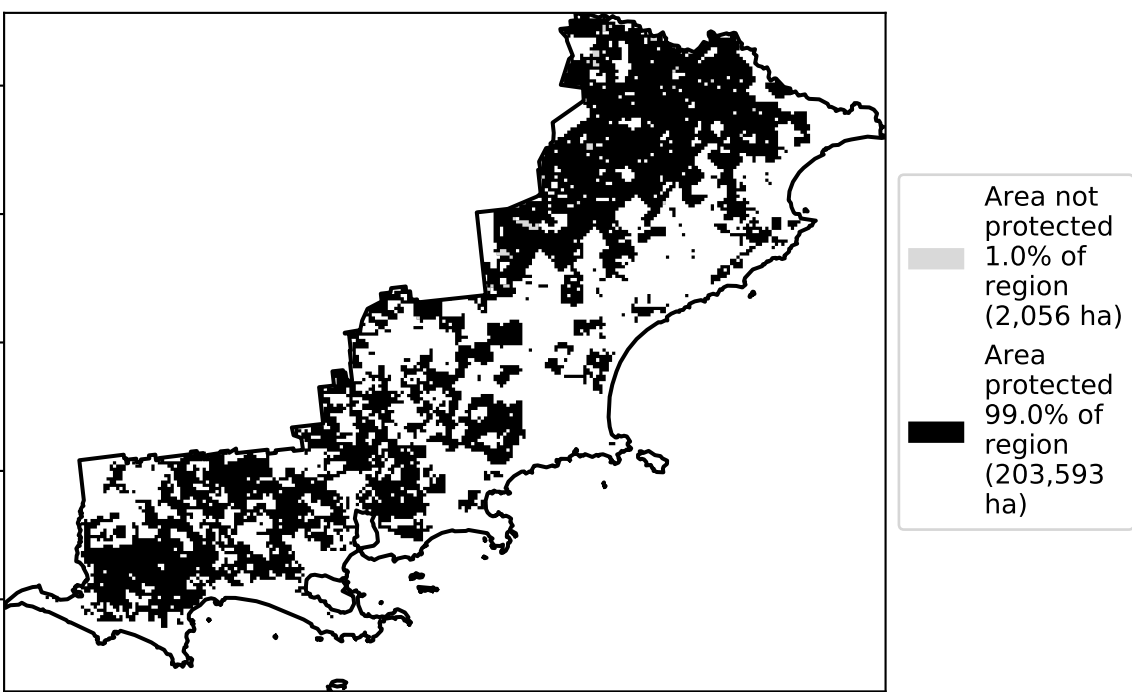 Area not
protected
1.0% of
region
(2,056 ha)
Area
protected
99.0% of
region
(203,593
ha)